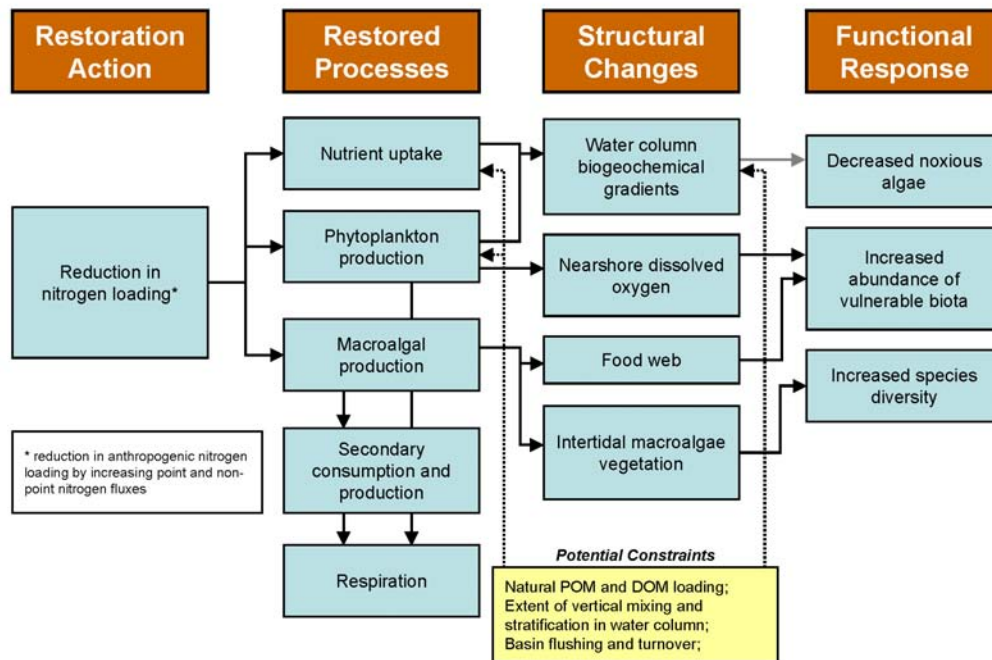 Restoration
Action
Restored
Processes
Structural
Changes
Functional
Response
Reduction in
nitrogen loading*
* reduction in anthropogenic nitrogen
loading by increasing point and non-
point nitrogen fluxes
Nutrient uptake
Phytoplankton
production
Macroalgal
production
Secondary
consumption and
production
Respiration
Water column
biogeochemical
gradients
Nearshore dissolved
oxygen
Food web
Intertidal macroalgae
vegetation
Decreased noxious
algae
Increased
abundance of
vulnerable biota
Increased species
diversity
Potential Constraints
Natural POM and DOM loading;
Extent of vertical mixing and
stratification in water column;
Basin flushing and turnover;